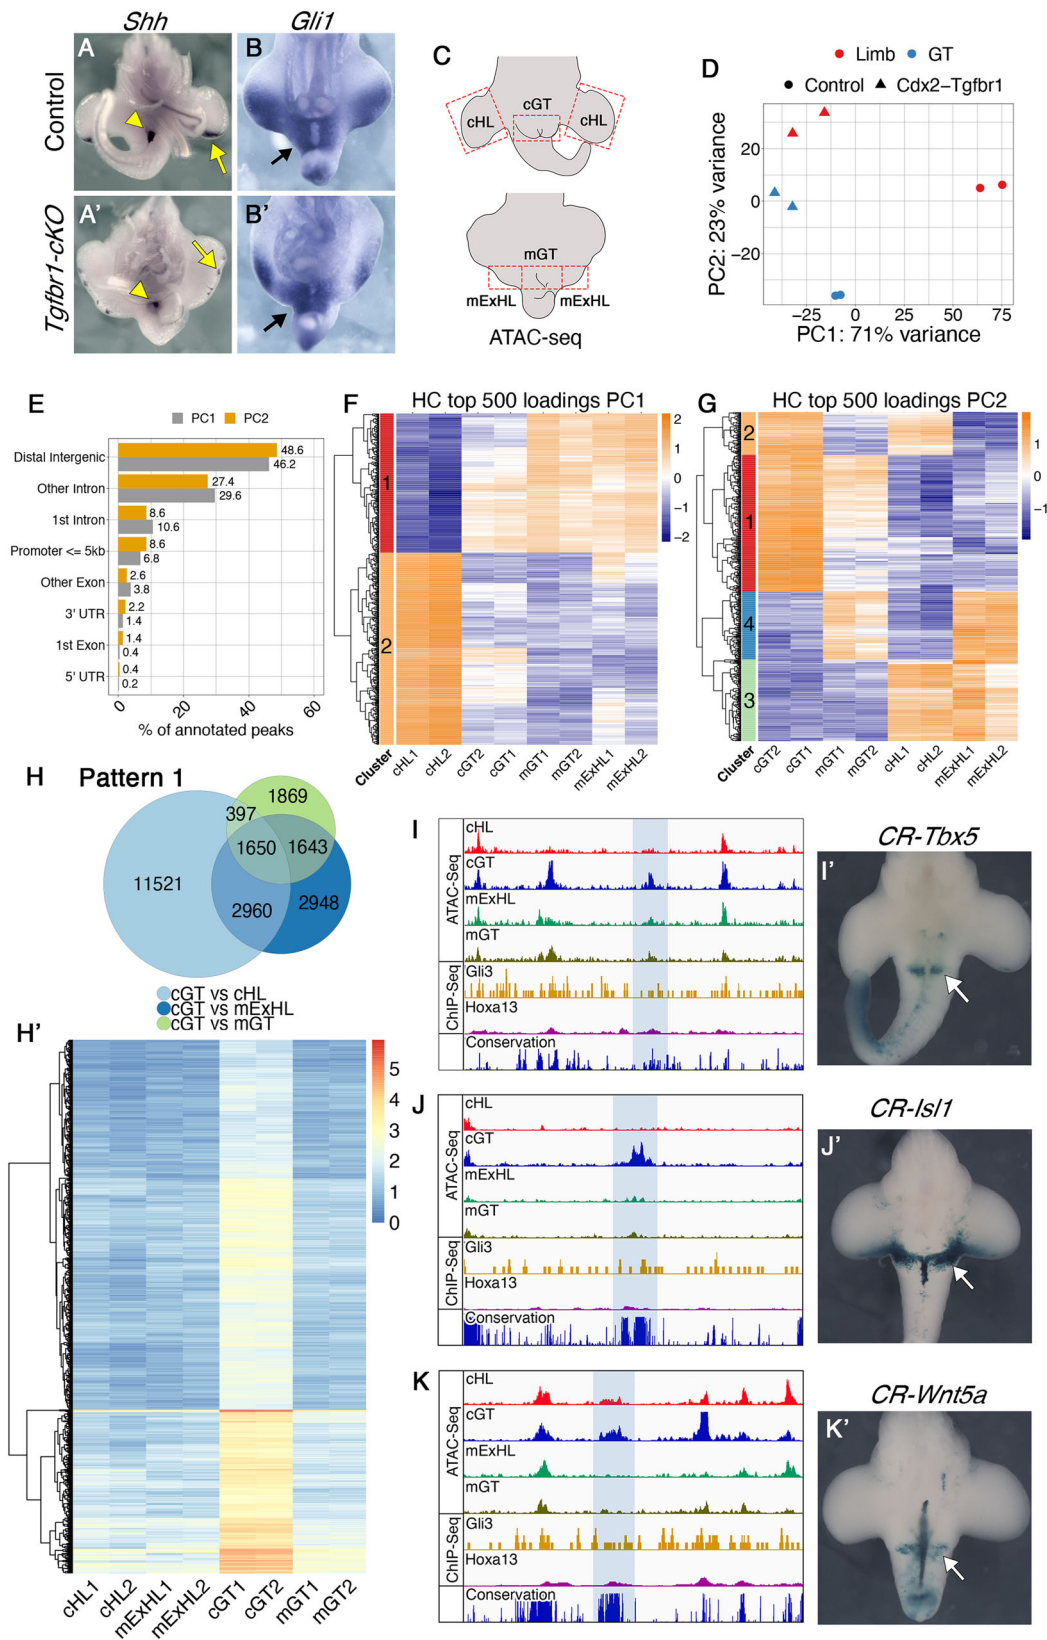 Shh
Gli1
Control
Tgfbr1-cKO
A
B
A'
B'
C
cHL
cGT
cHL
mGT
mExHL
mExHL
ATAC-seq
D
Limb
GT
Control
Cdx2–Tgfbr1
PC2: 23% variance
20
0
−20
−25
0
25
50
75
PC1: 71% variance
E
PC1
PC2
Distal Intergenic
48.6
46.2
Other Intron
27.4
29.6
1st Intron
8.6
10.6
Promoter <= 5kb
8.6
6.8
Other Exon
2.6
3.8
3' UTR
2.2
1.4
1st Exon
1.4
0.4
5' UTR
0.4
0.2
0
20
40
60
% of annotated peaks
F
HC top 500 loadings PC1
1
2
2
1
0
−1
−2
Cluster
cHL1
cHL2
cGT2
cGT1
mGT1
mGT2
mExHL1
mExHL2
G
HC top 500 loadings PC2
2
1
4
3
1
0
−1
Cluster
cGT2
cGT1
mGT1
mGT2
cHL1
cHL2
mExHL1
mExHL2
H
Pattern 1
1869
397
1650
1643
11521
2960
2948
cGT vs cHL
cGT vs mExHL
cGT vs mGT
H'
5
4
3
2
1
0
cHL1
cHL2
mExHL1
mExHL2
cGT1
cGT2
mGT1
mGT2
I
ATAC-Seq
ChIP-Seq
cHL
cGT
mExHL
mGT
Gli3
Hoxa13
Conservation
CR-Tbx5
I'
J
ATAC-Seq
ChIP-Seq
cHL
cGT
mExHL
mGT
Gli3
Hoxa13
Conservation
CR-Isl1
J'
K
ATAC-Seq
ChIP-Seq
cHL
cGT
mExHL
mGT
Gli3
Hoxa13
Conservation
CR-Wnt5a
K'